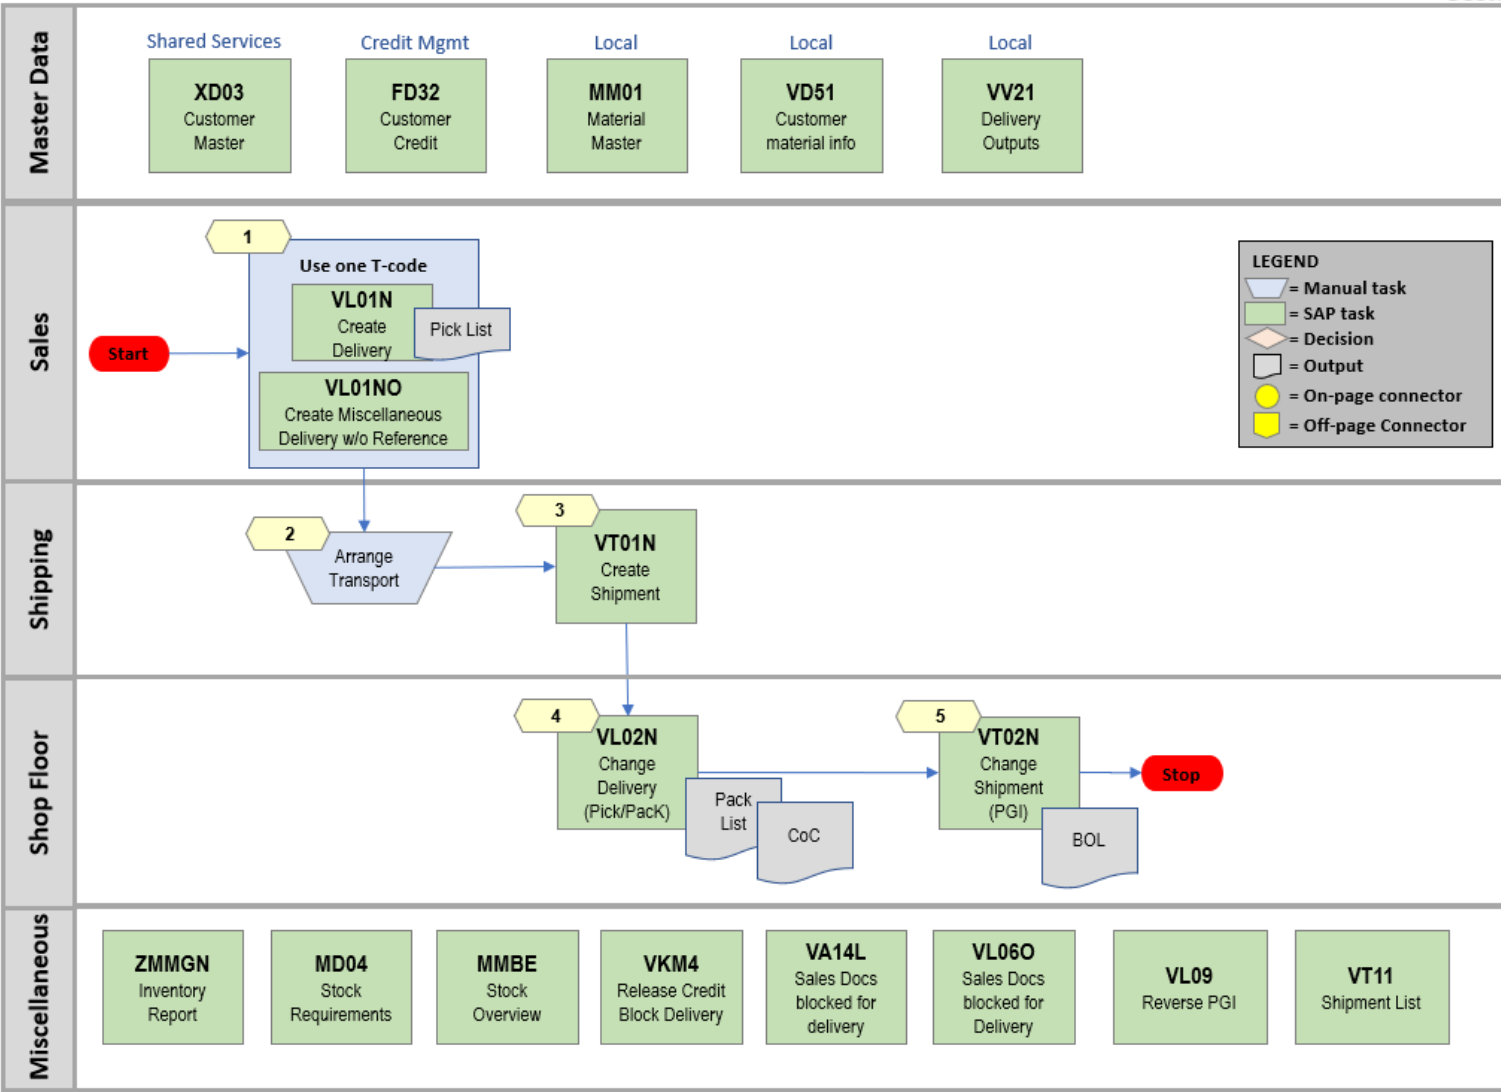 Master Data
Shared Services
XD03
Customer
Master
Credit Mgmt
FD32
Customer
Credit
Local
MM01
Material
Master
Local
VD51
Customer
material info
Local
VV21
Delivery
Outputs
Sales
Start
1
Use one T-code
VL01N
Create
Delivery
Pick List
VL01NO
Create Miscellaneous
Delivery w/o Reference
LEGEND
= Manual task
= SAP task
= Decision
= Output
= On-page connector
= Off-page Connector
Shipping
2
Arrange
Transport
3
VT01N
Create
Shipment
Shop Floor
4
VL02N
Change
Delivery
(Pick/PacK)
Pack
List
CoC
5
VT02N
Change
Shipment
(PGI)
BOL
Stop
Miscellaneous
ZMMGN
Inventory
Report
MD04
Stock
Requirements
MMBE
Stock
Overview
VKM4
Release Credit
Block Delivery
VA14L
Sales Docs
blocked for
delivery
VL06O
Sales Docs
blocked for
Delivery
VL09
Reverse PGI
VT11
Shipment List